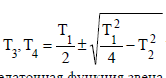 T₃, T₄ = T₁/2 ± √(T₁²/4 − T₂²)